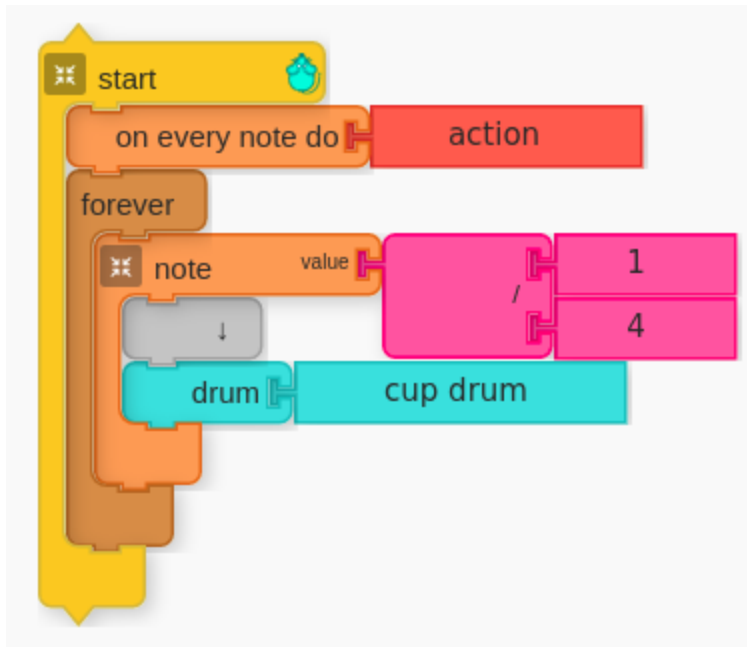 start
on every note do action
forever
note value 1
/
4
↓
drum cup drum